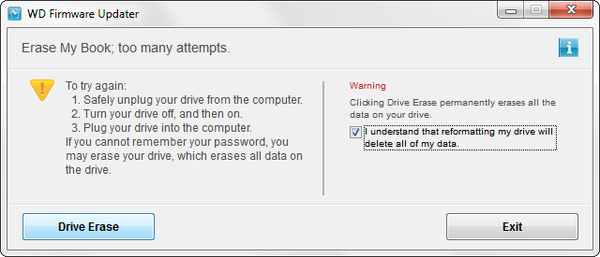 WD Firmware Updater
Erase My Book; too many attempts.
To try again:
1. Safely unplug your drive from the computer.
2. Turn your drive off, and then on.
3. Plug your drive into the computer.
If you cannot remember your password, you
may erase your drive, which erases all data on
the drive.
Warning
Clicking Drive Erase permanently erases all the
data on your drive.
I understand that reformatting my drive will
delete all of my data.
Drive Erase
Exit